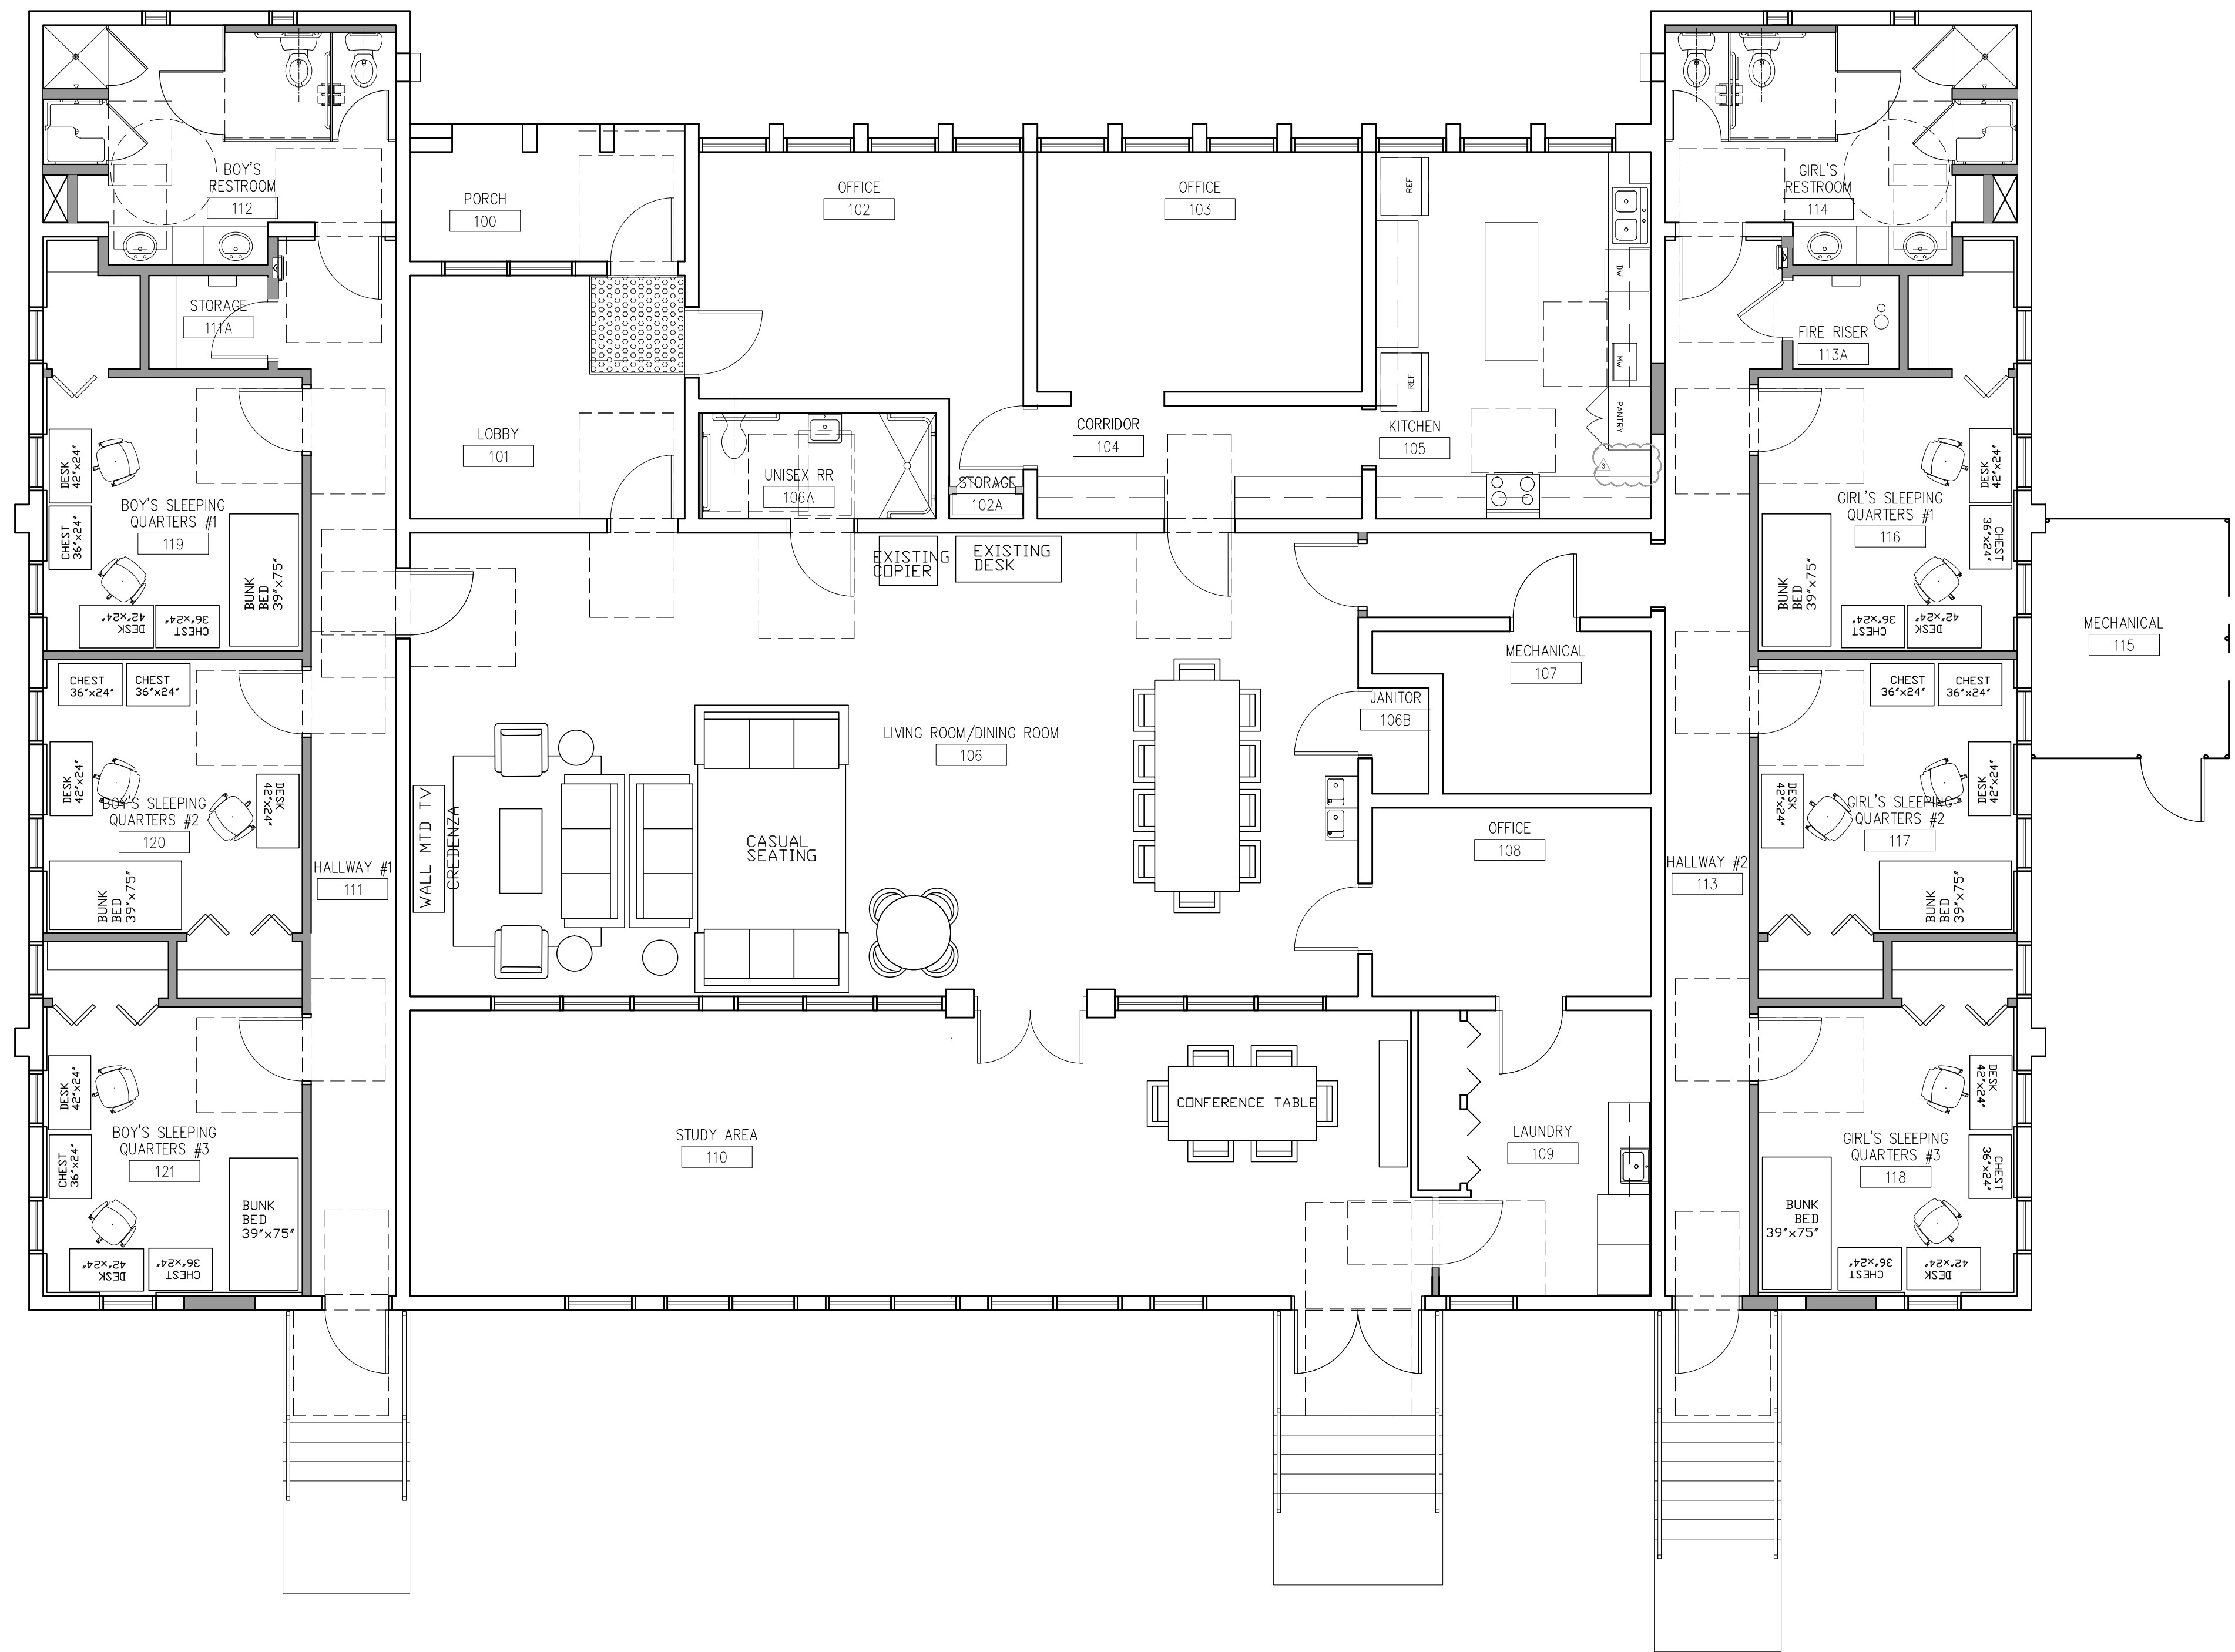 BOY'S
RESTROOM
112
PORCH
100
OFFICE
102
OFFICE
103
REF
REF
DW
MW
PANTRY
3
KITCHEN
105
GIRL'S
RESTROOM
114
STORAGE
111A
FIRE RISER
113A
LOBBY
101
UNISEX RR
106A
STORAGE
102A
CORRIDOR
104
DESK
42"x24"
CHEST
36"x24"
BOY'S SLEEPING
QUARTERS #1
119
BUNK
BED
39"x75"
DESK
42"x24"
CHEST
36"x24"
EXISTING
COPIER
EXISTING
DESK
GIRL'S SLEEPING
QUARTERS #1
116
DESK
42"x24"
CHEST
36"x24"
BUNK
BED
39"x75"
CHEST
36"x24"
DESK
42"x24"
MECHANICAL
115
MECHANICAL
107
JANITOR
106B
LIVING ROOM/DINING ROOM
106
CHEST
36"x24"
CHEST
36"x24"
DESK
42"x24"
DESK
42"x24"
BOY'S SLEEPING
QUARTERS #2
120
BUNK
BED
39"x75"
HALLWAY #1
111
WALL MTD TV
CREDENZA
CASUAL
SEATING
OFFICE
108
HALLWAY #2
113
CHEST
36"x24"
CHEST
36"x24"
DESK
42"x24"
DESK
42"x24"
GIRL'S SLEEPING
QUARTERS #2
117
BUNK
BED
39"x75"
DESK
42"x24"
CHEST
36"x24"
BOY'S SLEEPING
QUARTERS #3
121
BUNK
BED
39"x75"
DESK
42"x24"
CHEST
36"x24"
STUDY AREA
110
CONFERENCE TABLE
LAUNDRY
109
GIRL'S SLEEPING
QUARTERS #3
118
DESK
42"x24"
CHEST
36"x24"
BUNK
BED
39"x75"
CHEST
36"x24"
DESK
42"x24"